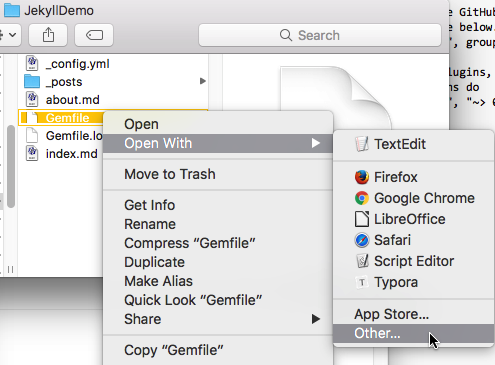 JekyllDemo
Search
_config.yml
_posts
about.md
Gemfile
Gemfile.lo
index.md
Open
Open With
Move to Trash
Get Info
Rename
Compress “Gemfile”
Duplicate
Make Alias
Quick Look “Gemfile”
Share
Copy “Gemfile”
TextEdit
Firefox
Google Chrome
LibreOffice
Safari
Script Editor
Typora
App Store...
Other...
e GitHub
e below.
", group
lugins,
ns do
", "~> 0